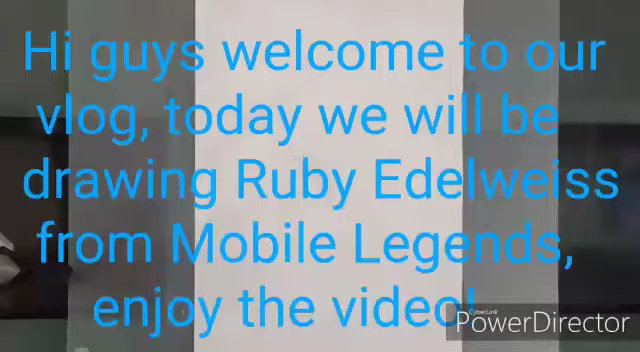 Hi guys welcome to our
vlog, today we will be
drawing Ruby Edelweiss
from Mobile Legends,
enjoy the video!
CyberLink
PowerDirector